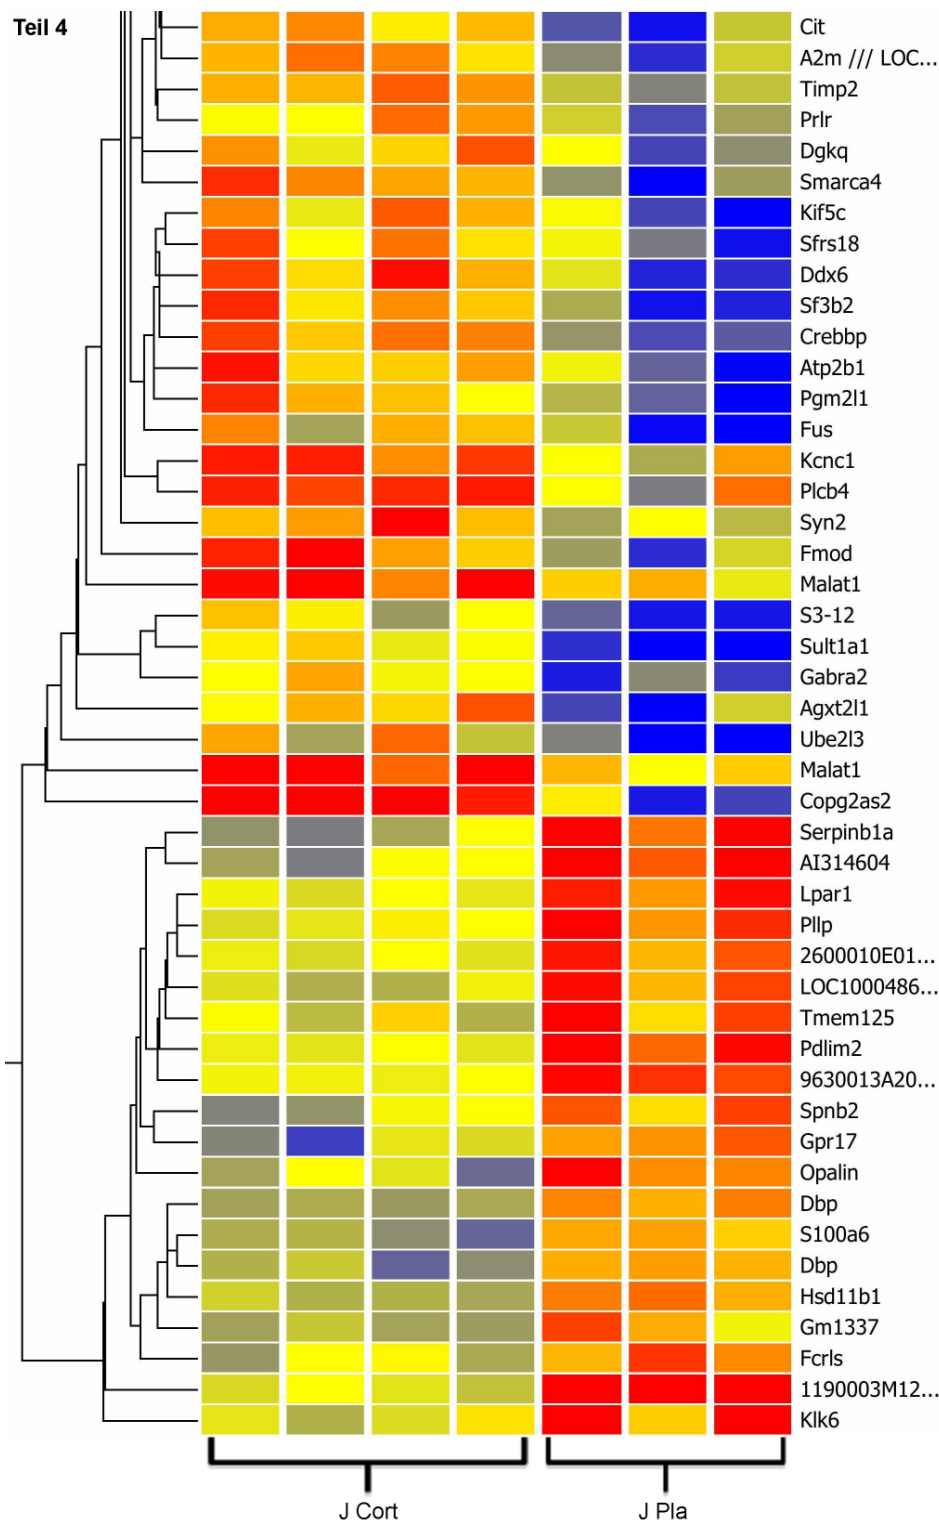 Teil 4
Cit
A2m /// LOC...
Timp2
Prlr
Dgkq
Smarca4
Kif5c
Sfrs18
Ddx6
Sf3b2
Crebbp
Atp2b1
Pgm2l1
Fus
Kcnc1
Plcb4
Syn2
Fmod
Malat1
S3-12
Sult1a1
Gabra2
Agxt2l1
Ube2l3
Malat1
Copg2as2
Serpinb1a
AI314604
Lpar1
Pllp
2600010E01...
LOC1000486...
Tmem125
Pdlim2
9630013A20...
Spnb2
Gpr17
Opalin
Dbp
S100a6
Dbp
Hsd11b1
Gm1337
Fcrls
1190003M12...
Klk6
J Cort
J Pla